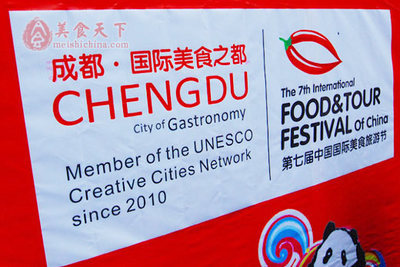 会 美食天下
meishichina.com
成都·国际美食之都
CHENGDU
City of Gastronomy
Member of the UNESCO
Creative Cities Network
since 2010
The 7th International
FOOD&TOUR
FESTIVAL Of China
第七届中国国际美食旅游节